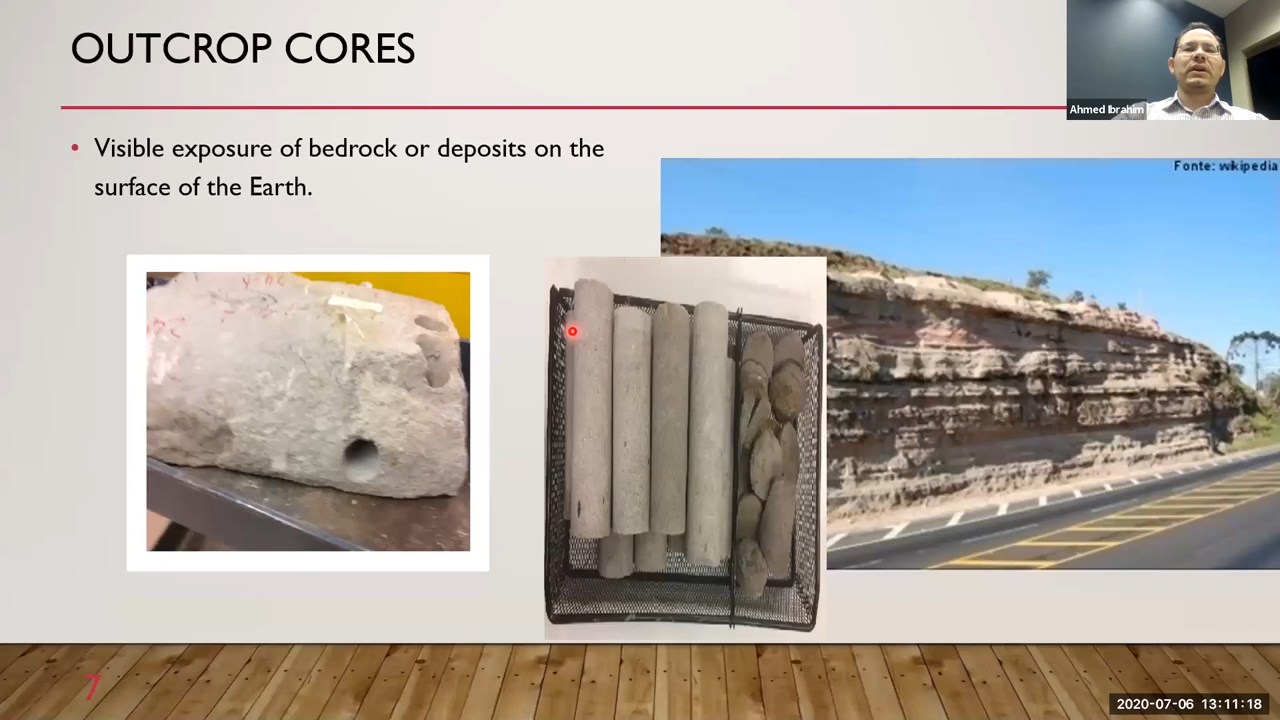 OUTCROP CORES
Ahmed Ibrahim
• Visible exposure of bedrock or deposits on the
surface of the Earth.
Fonte: wikipedia
7
2020-07-06 13:11:18